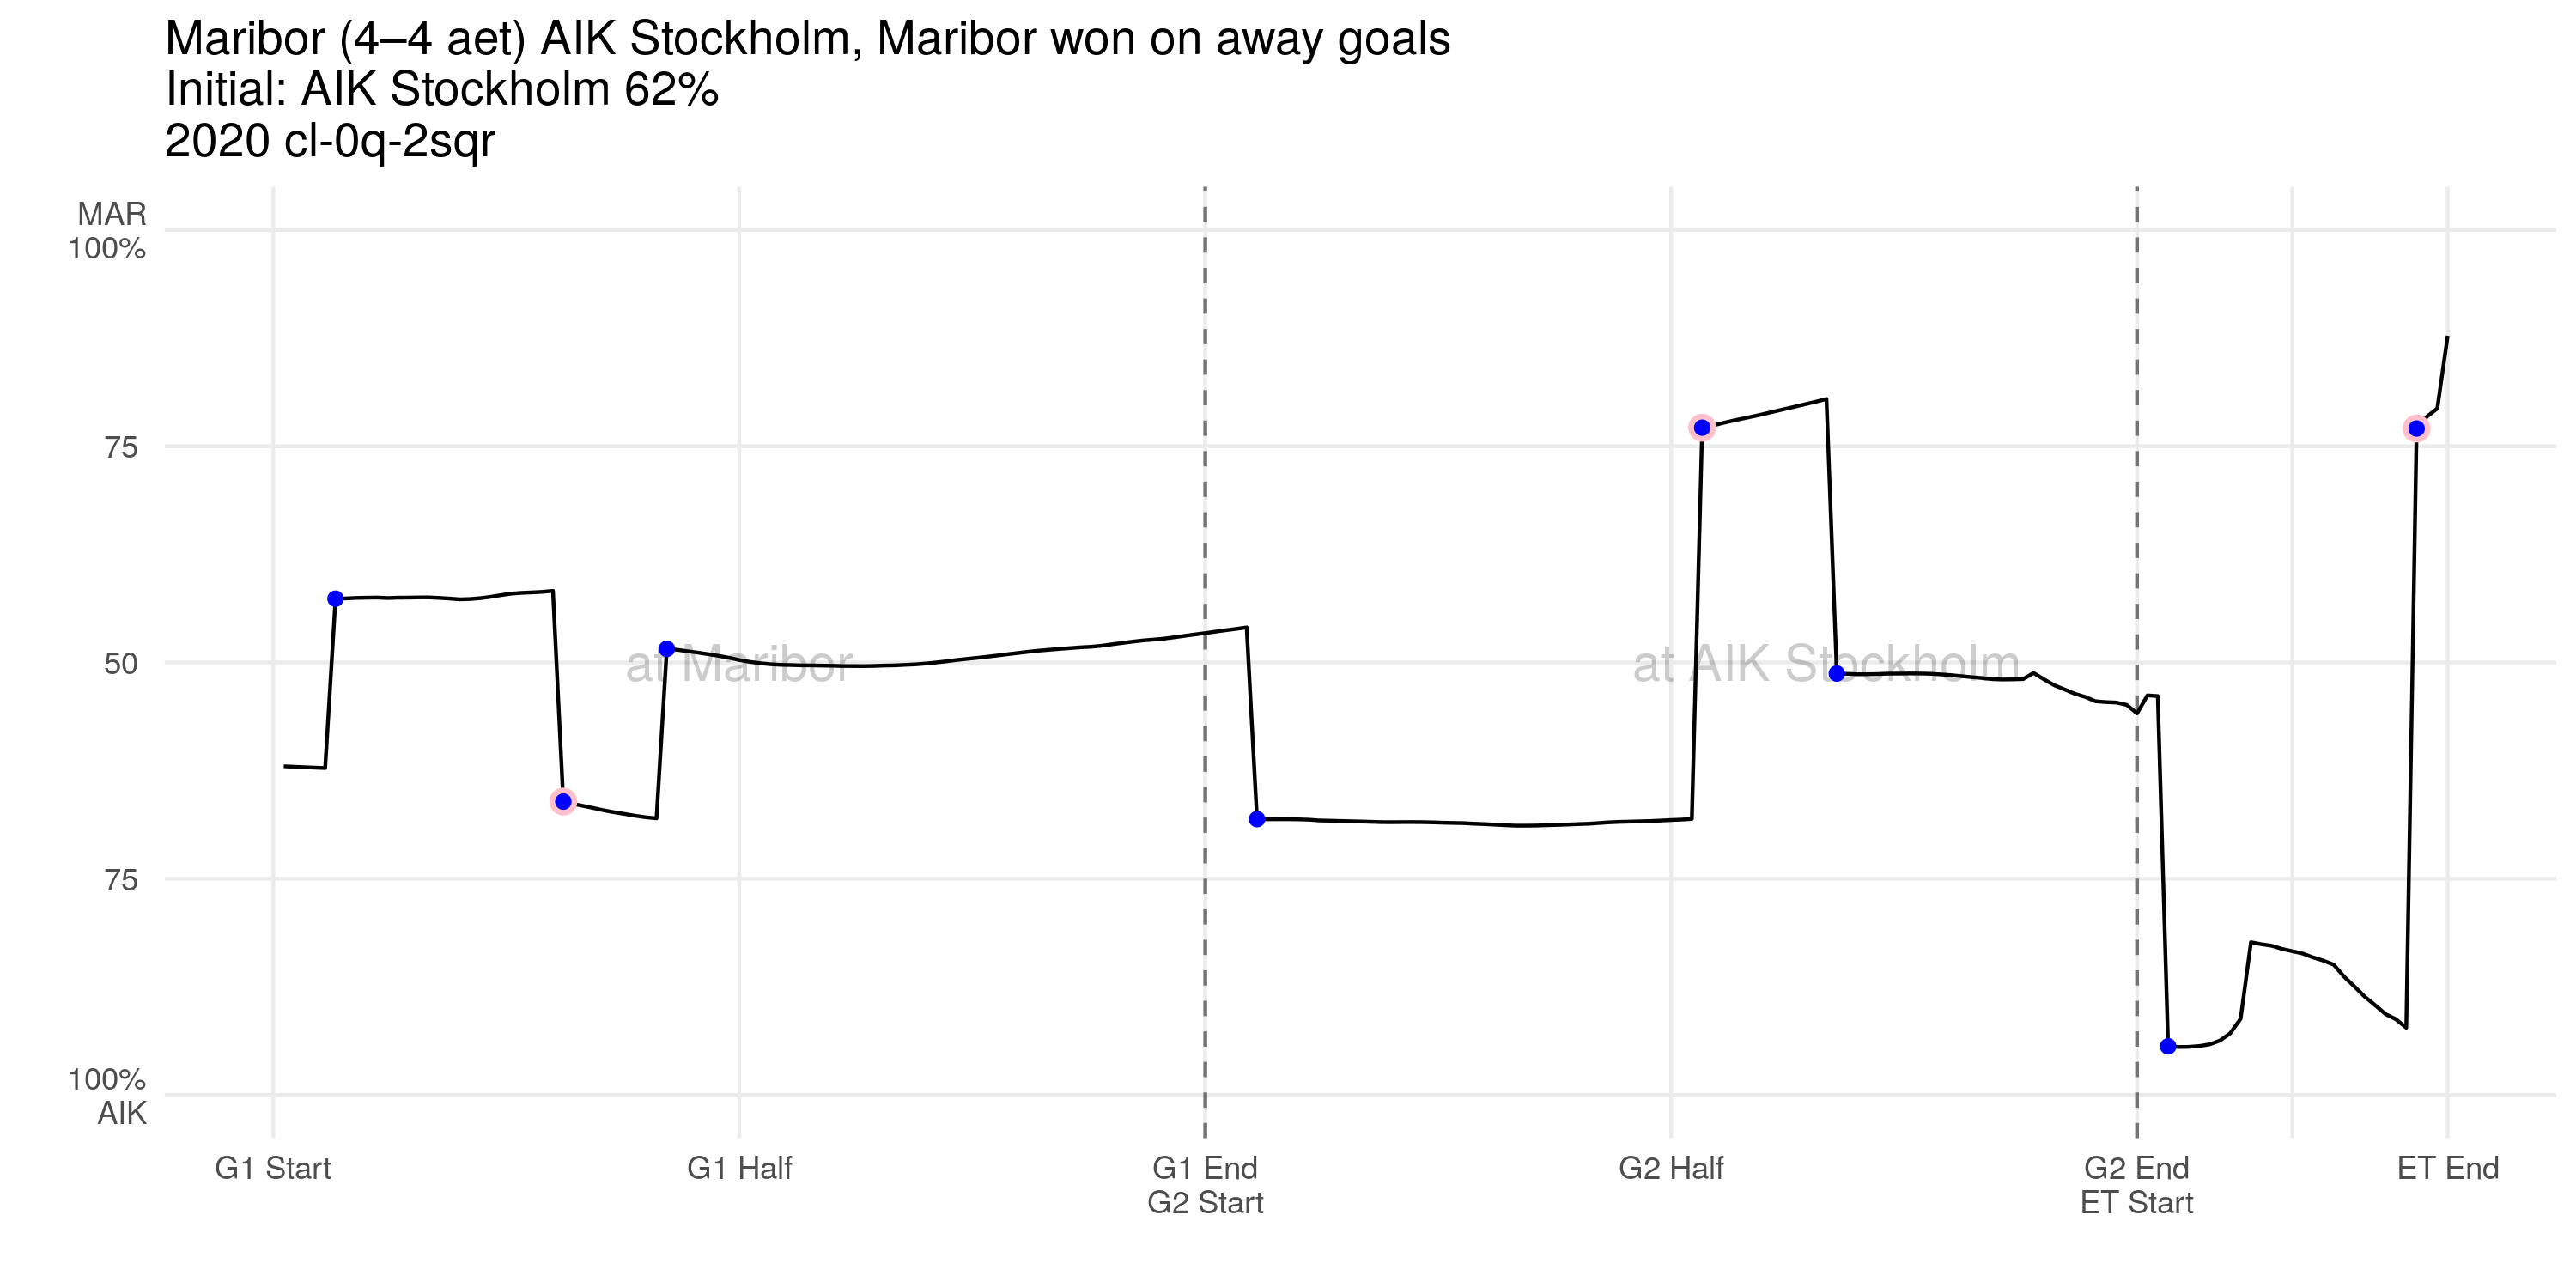 Maribor (4–4 aet) AIK Stockholm, Maribor won on away goals
Initial: AIK Stockholm 62%
2020 cl-0q-2sqr
MAR
100%
75
50
75
100%
AIK
at Maribor
at AIK Stockholm
G1 Start
G1 Half
G1 End
G2 Start
G2 Half
G2 End
ET Start
ET End